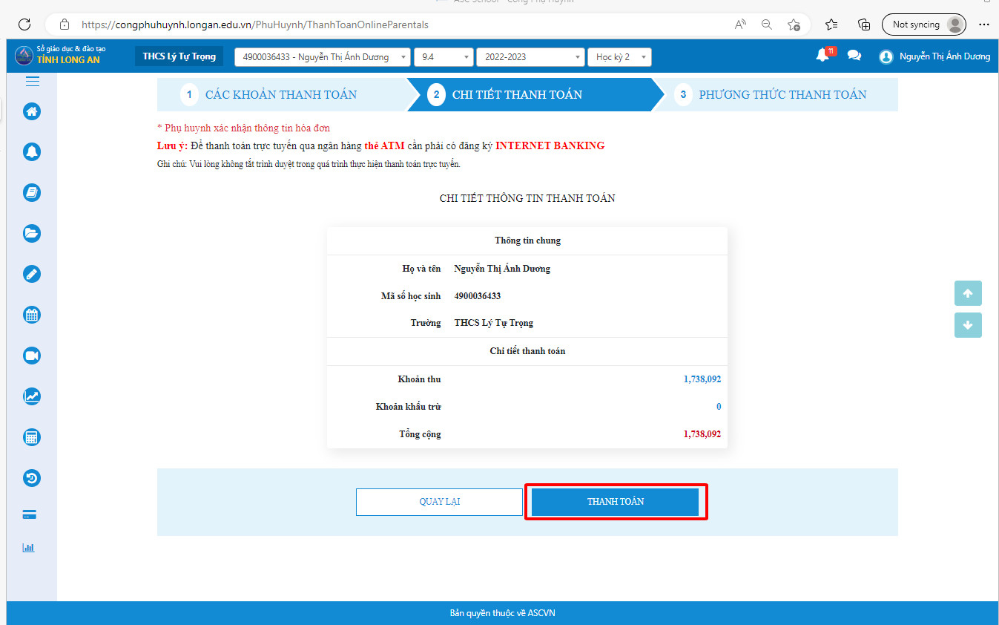 https://congphuhuynh.longan.edu.vn/PhuHuynh/ThanhToanOnlineParentals
Not syncing
Sở giáo dục & đào tạo
TỈNH LONG AN
THCS Lý Tự Trọng
4900036433 - Nguyễn Thị Ánh Dương
9.4
2022-2023
Học kỳ 2
11
Nguyễn Thị Ánh Dương
1 CÁC KHOẢN THANH TOÁN
2 CHI TIẾT THANH TOÁN
3 PHƯƠNG THỨC THANH TOÁN
* Phụ huynh xác nhận thông tin hóa đơn
Lưu ý: Để thanh toán trực tuyến qua ngân hàng thẻ ATM cần phải có đăng ký INTERNET BANKING
Ghi chú: Vui lòng không tắt trình duyệt trong quá trình thực hiện thanh toán trực tuyến.
CHI TIẾT THÔNG TIN THANH TOÁN
Thông tin chung
Họ và tên Nguyễn Thị Ánh Dương
Mã số học sinh 4900036433
Trường THCS Lý Tự Trọng
Chi tiết thanh toán
Khoản thu 1,738,092
Khoản khấu trừ 0
Tổng cộng 1,738,092
QUAY LẠI
THANH TOÁN
Bản quyền thuộc về ASCVN